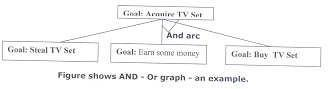 Goal: Acquire TV Set
And arc
Goal: Steal TV Set
Goal: Earn some money
Goal: Buy TV Set
Figure shows AND - Or graph - an example.